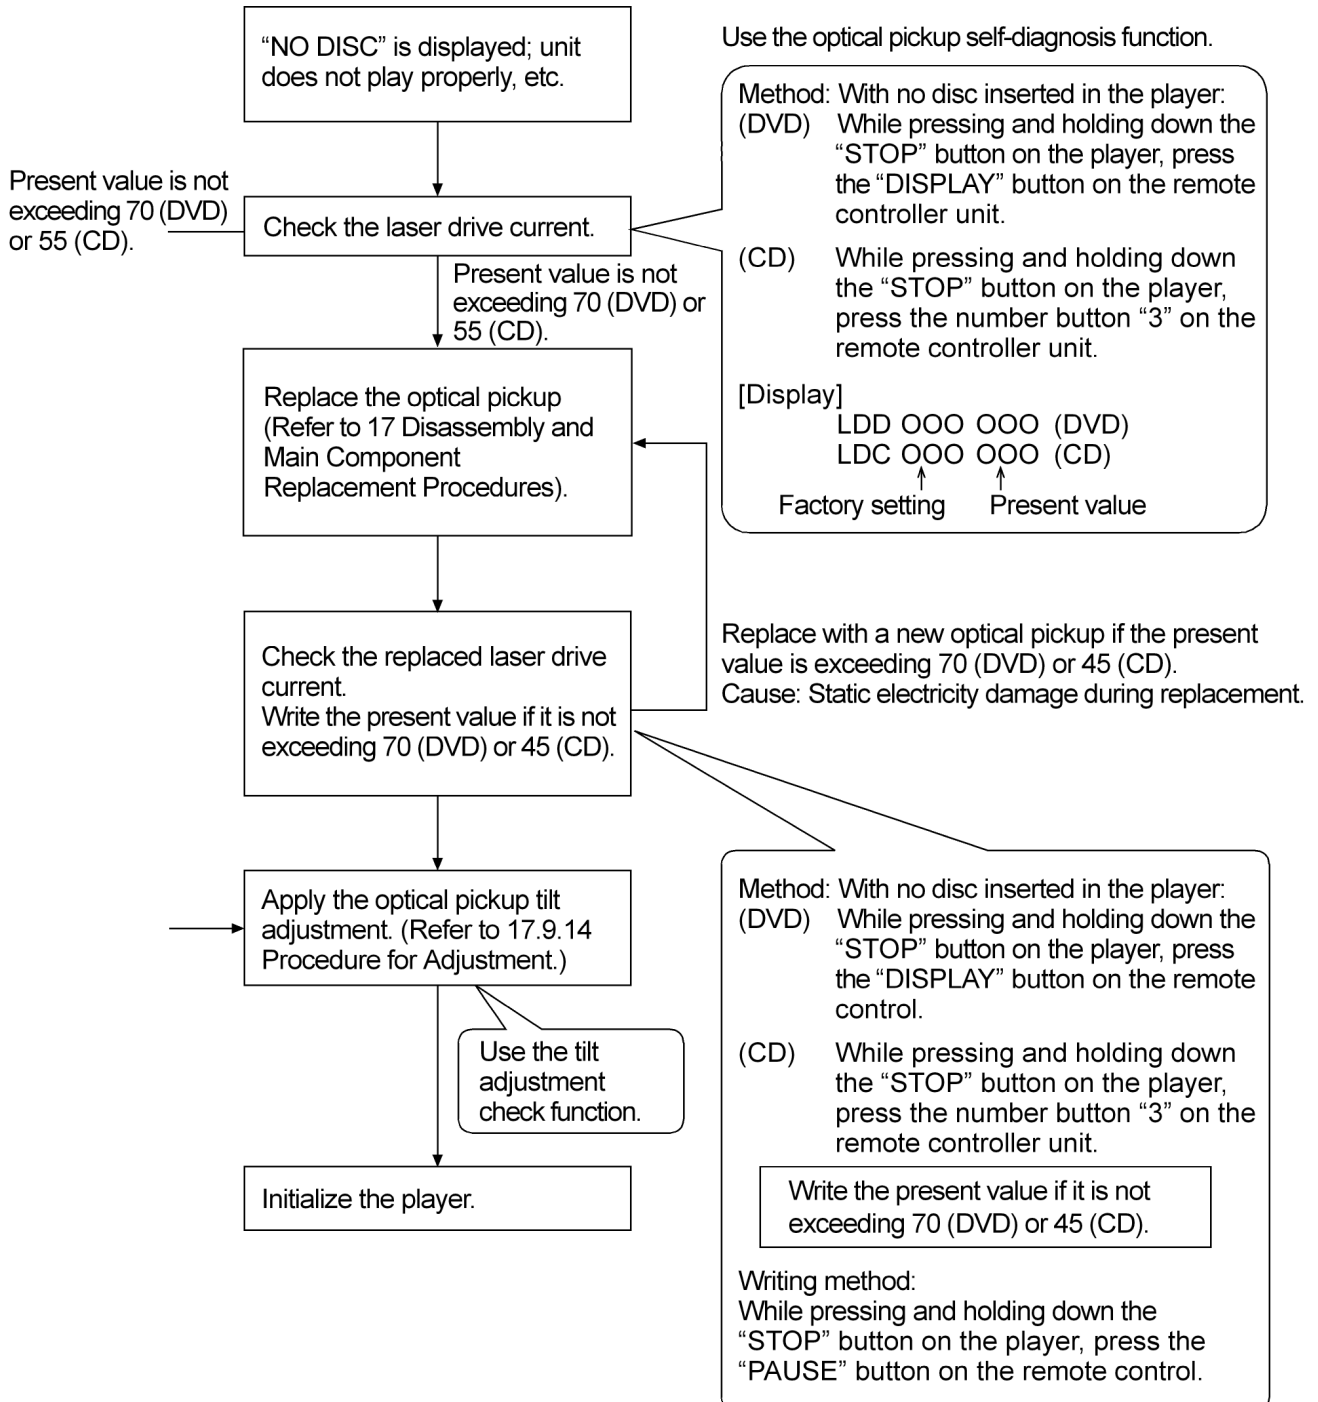 “NO DISC” is displayed; unit
does not play properly, etc.
Use the optical pickup self-diagnosis function.
Present value is not
exceeding 70 (DVD)
or 55 (CD).
Check the laser drive current.
Method: With no disc inserted in the player:
(DVD) While pressing and holding down the
“STOP” button on the player, press
the “DISPLAY” button on the remote
controller unit.
(CD) While pressing and holding down
the “STOP” button on the player,
press the number button “3” on the
remote controller unit.
[Display]
LDD OOO OOO (DVD)
LDC OOO OOO (CD)
Factory setting Present value
Present value is not
exceeding 70 (DVD) or
55 (CD).
Replace the optical pickup
(Refer to 17 Disassembly and
Main Component
Replacement Procedures).
Check the replaced laser drive
current.
Write the present value if it is not
exceeding 70 (DVD) or 45 (CD).
Replace with a new optical pickup if the present
value is exceeding 70 (DVD) or 45 (CD).
Cause: Static electricity damage during replacement.
Apply the optical pickup tilt
adjustment. (Refer to 17.9.14
Procedure for Adjustment.)
Use the tilt
adjustment
check function.
Initialize the player.
Method: With no disc inserted in the player:
(DVD) While pressing and holding down the
“STOP” button on the player, press
the “DISPLAY” button on the remote
control.
(CD) While pressing and holding down
the “STOP” button on the player,
press the number button “3” on the
remote controller unit.
Write the present value if it is not
exceeding 70 (DVD) or 45 (CD).
Writing method:
While pressing and holding down the
“STOP” button on the player, press the
“PAUSE” button on the remote control.